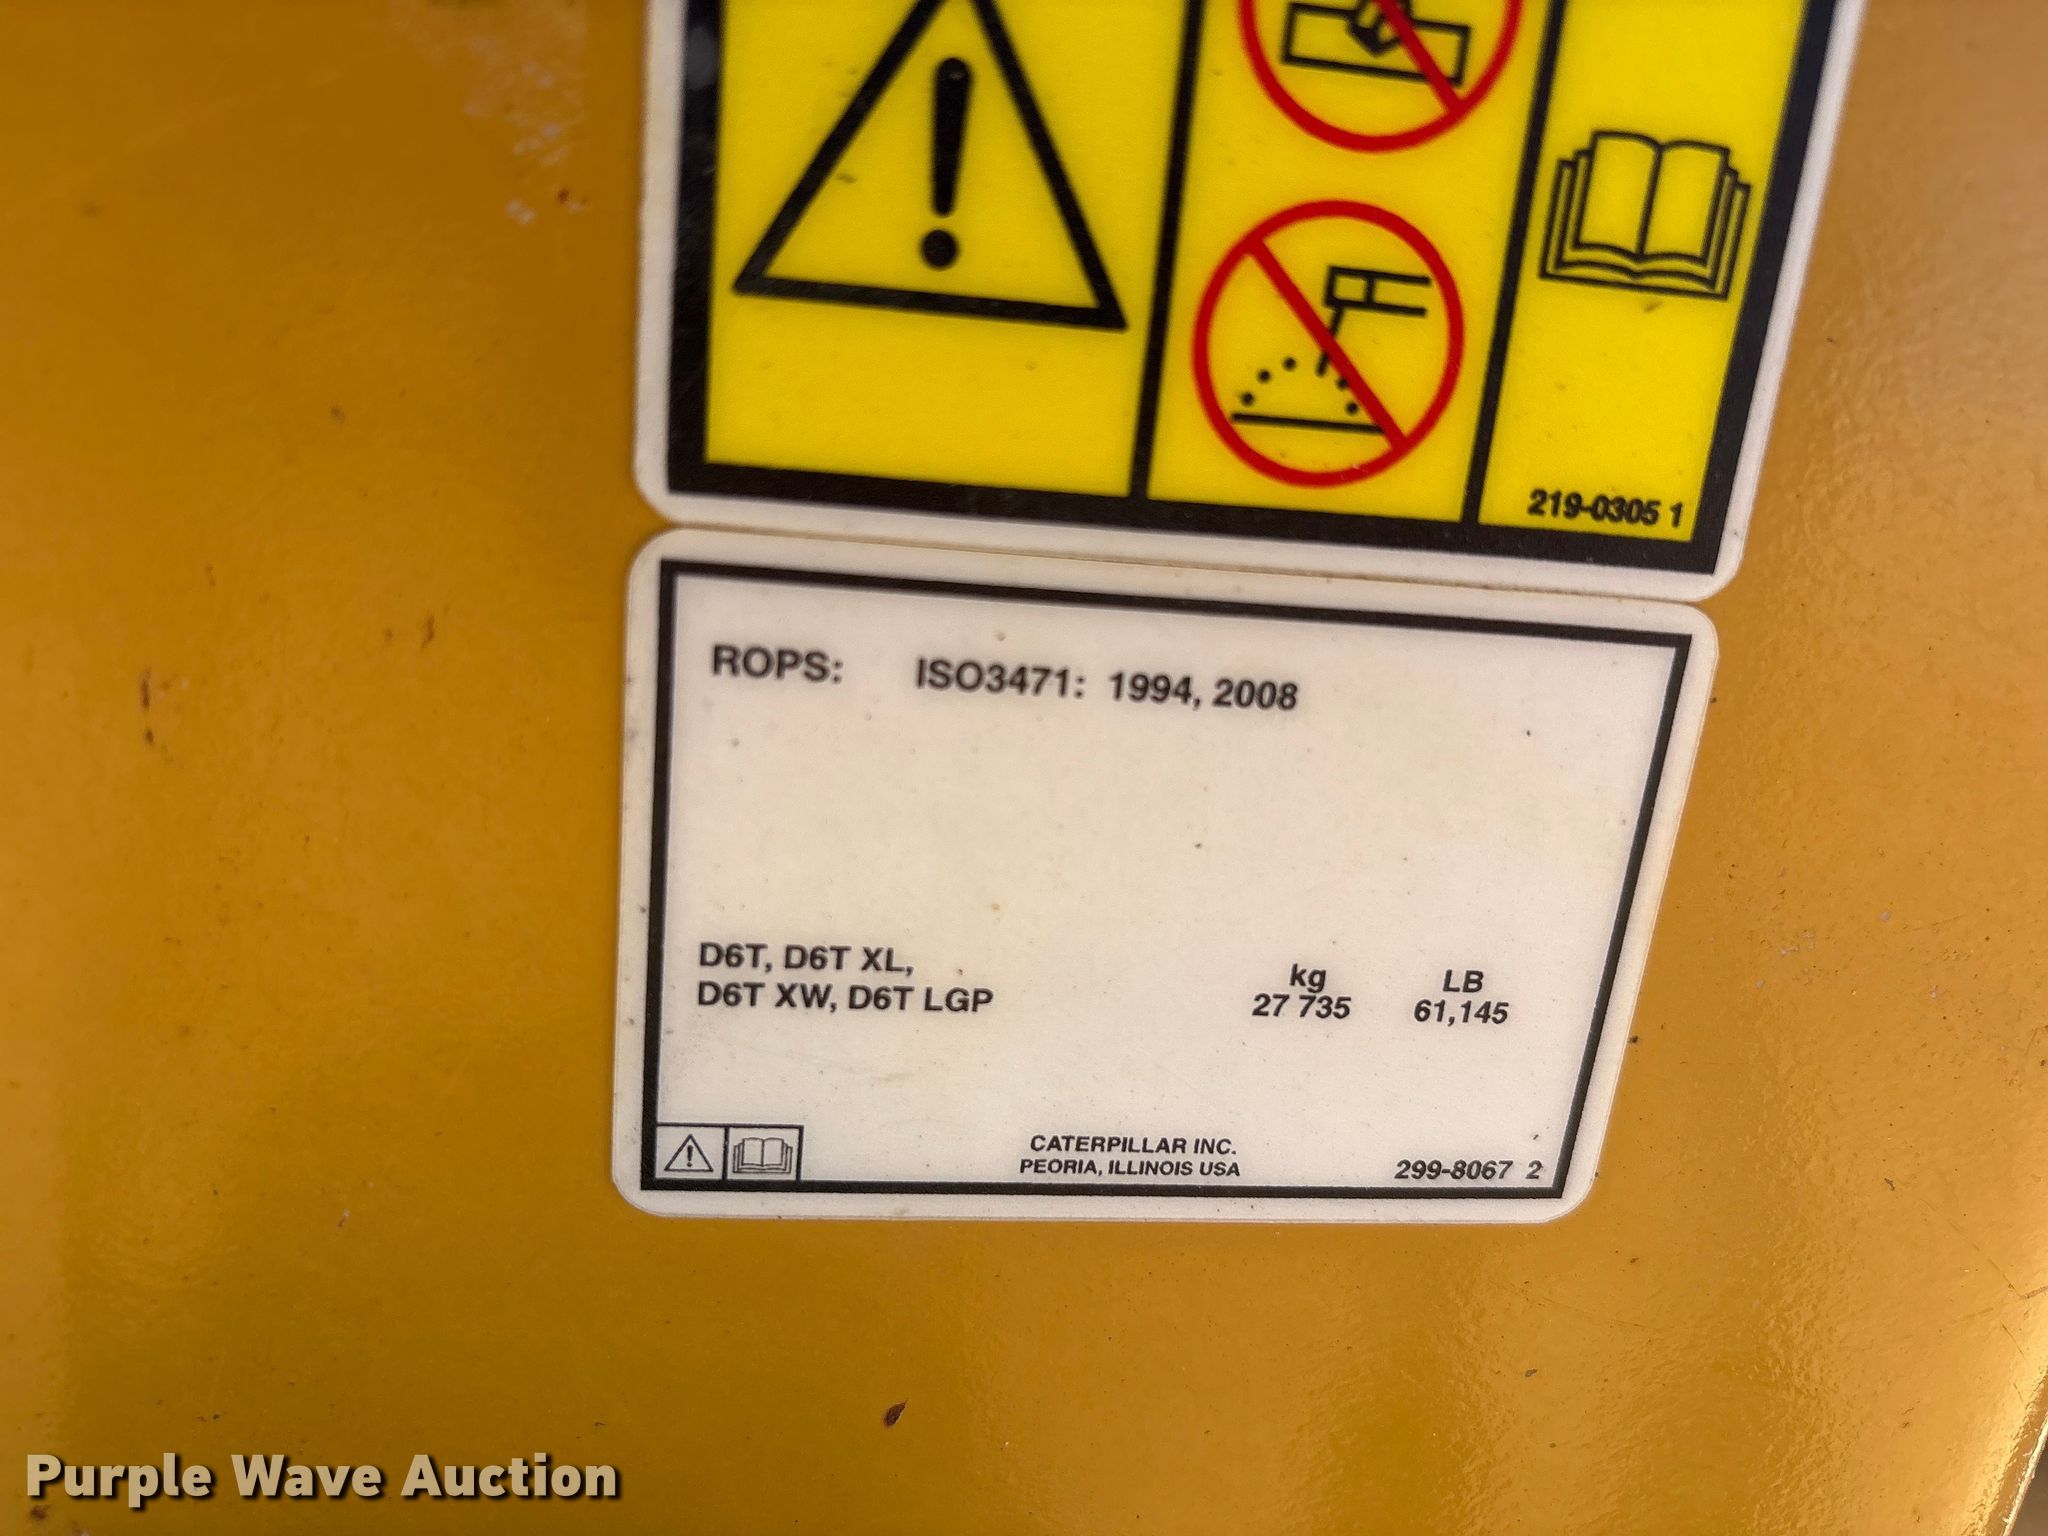 219-0305 1
ROPS: ISO3471: 1994, 2008
D6T, D6T XL,
D6T XW, D6T LGP
kg LB
27 735 61,145
CATERPILLAR INC.
PEORIA, ILLINOIS USA
299-8067 2
Purple Wave Auction